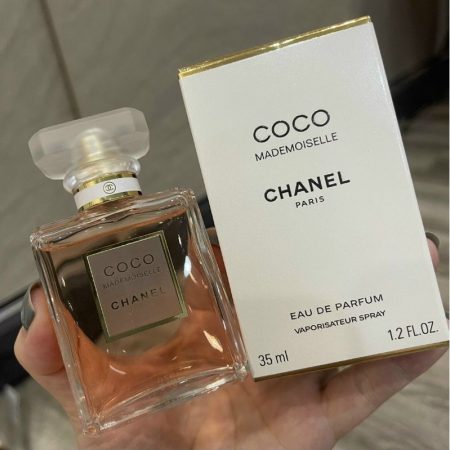 COCO
MADEMOISELLE
CHANEL
COCO
MADEMOISELLE
CHANEL
PARIS
EAU DE PARFUM
VAPORISATEUR SPRAY
35 ml
1.2 FL.OZ.